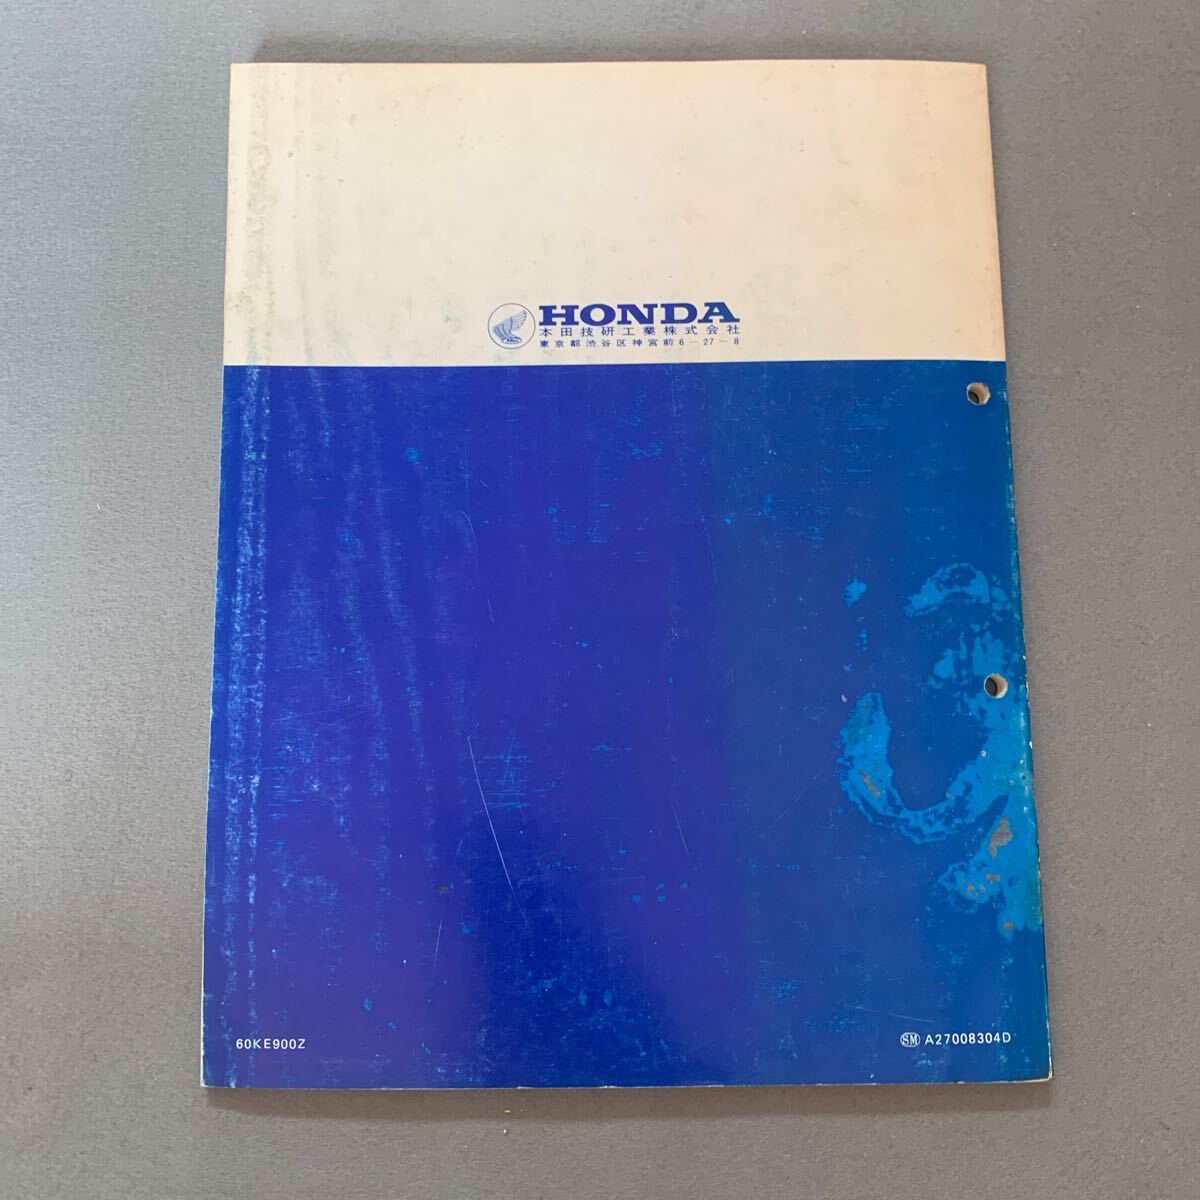 HONDA
本田技研工業株式会社
東京都渋谷区神宮前6-27-8
60KE900Z
SM A27008304D